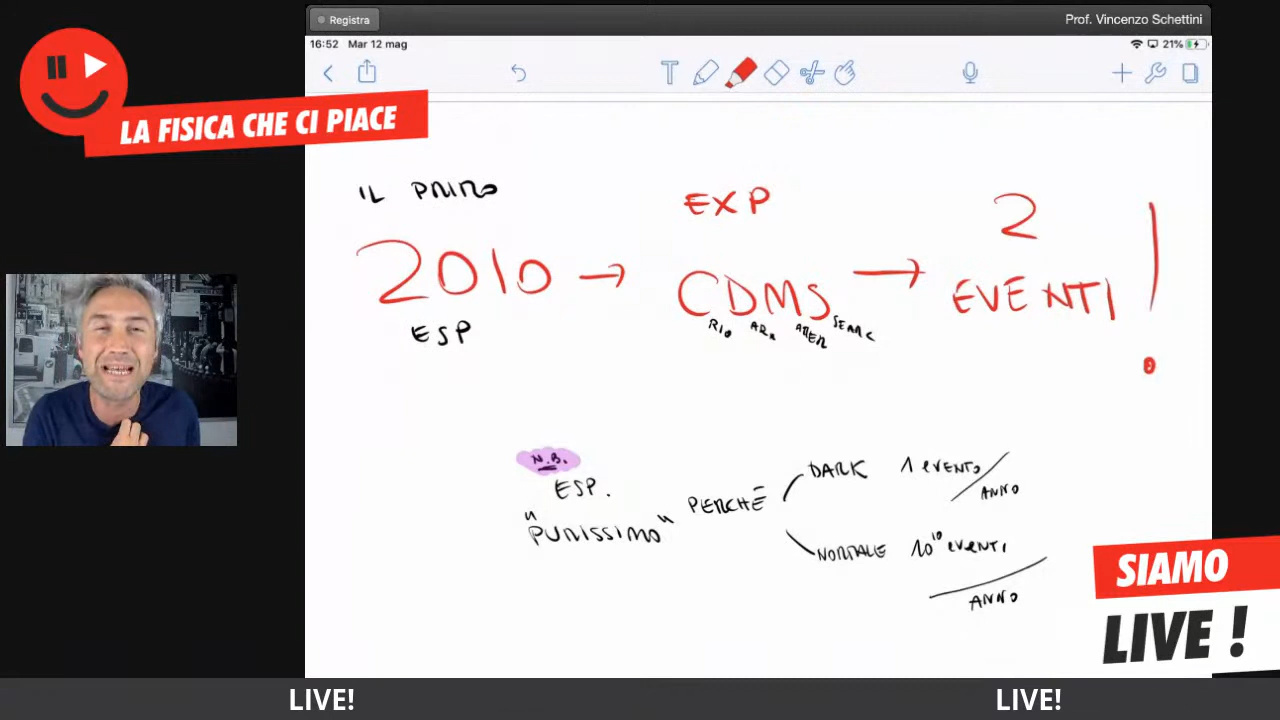 Registra
Prof. Vincenzo Schettini
16:52 Mar 12 mag
21%
LA FISICA CHE CI PIACE
IL PRIMO
2010 → EXP CDMS → 2 EVENTI !
ESP
N.B.
ESP.
"PURISSIMO" PERCHÉ
DARK 1 EVENTO / ANNO
NORMALE 10¹⁰ EVENTI / ANNO
SIAMO
LIVE !
LIVE! LIVE!